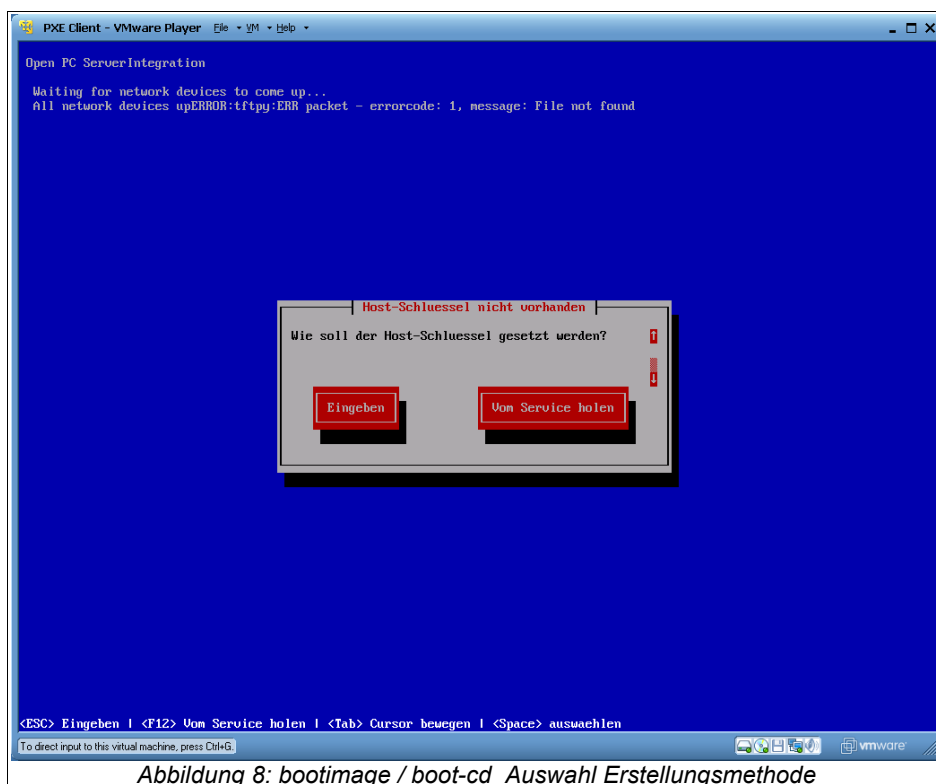 PXE Client - VMware Player File VM Help
Open PC ServerIntegration
Waiting for network devices to come up...
All network devices upERROR:tftpy:ERR packet - errorcode: 1, message: File not found
Host-Schluessel nicht vorhanden
Wie soll der Host-Schluessel gesetzt werden?
Eingeben Vom Service holen
<ESC> Eingeben | <F12> Vom Service holen | <Tab> Cursor bewegen | <Space> auswaehlen
To direct input to this virtual machine, press Ctrl+G. vmware
Abbildung 8: bootimage / boot-cd Auswahl Erstellungsmethode